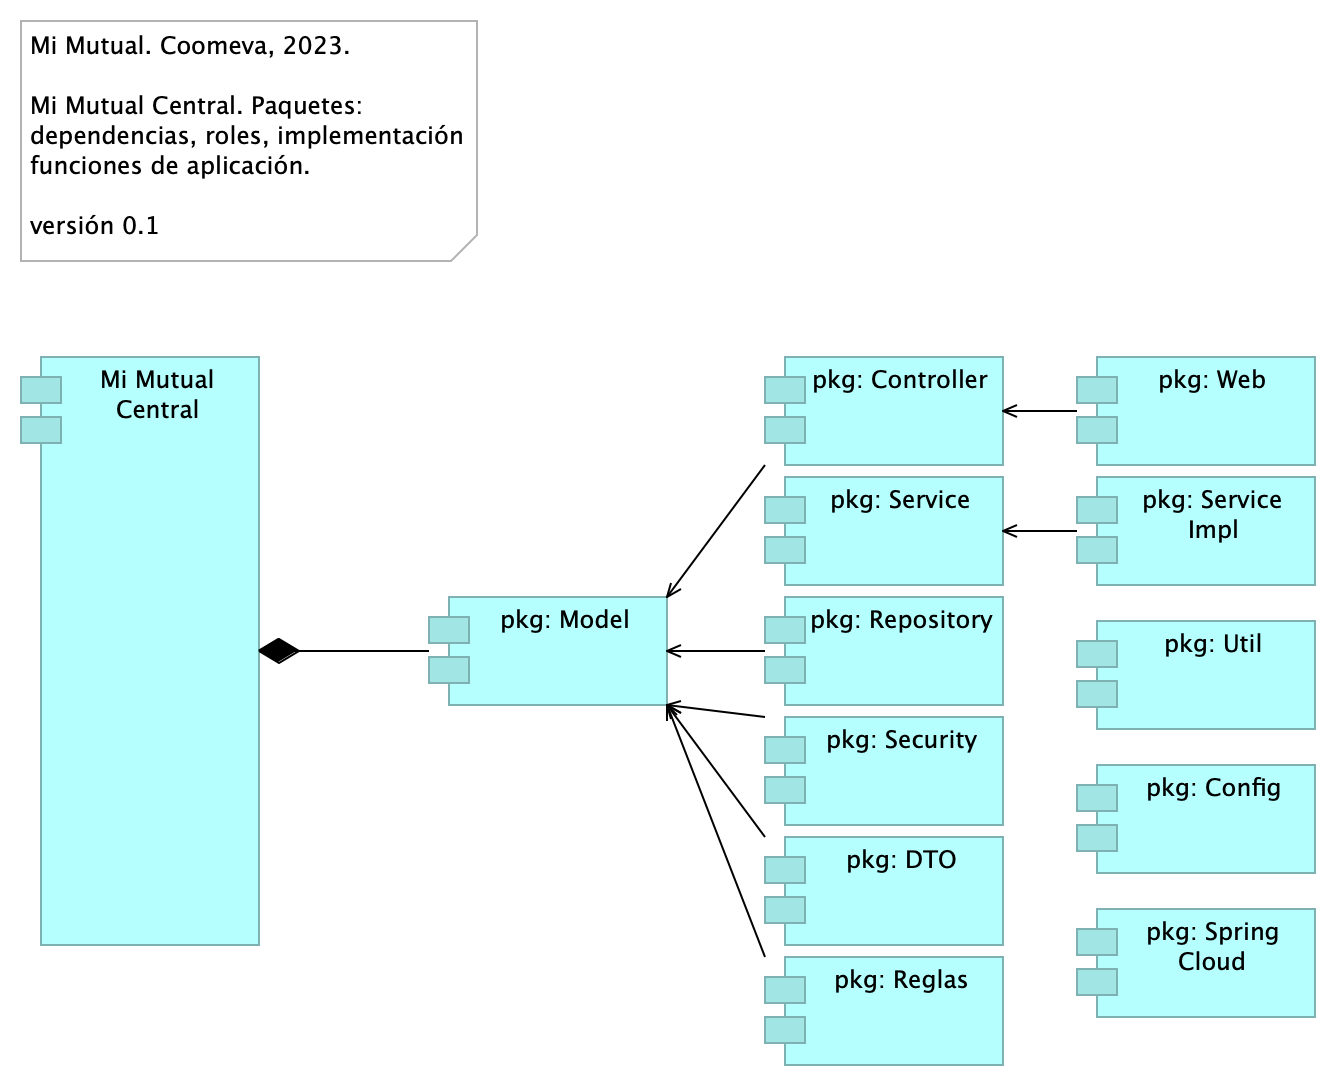 Mi Mutual. Coomeva, 2023.
Mi Mutual Central. Paquetes:
dependencias, roles, implementación
funciones de aplicación.
versión 0.1
Mi Mutual
Central
pkg: Model
pkg: Controller
pkg: Service
pkg: Repository
pkg: Security
pkg: DTO
pkg: Reglas
pkg: Web
pkg: Service
Impl
pkg: Util
pkg: Config
pkg: Spring
Cloud